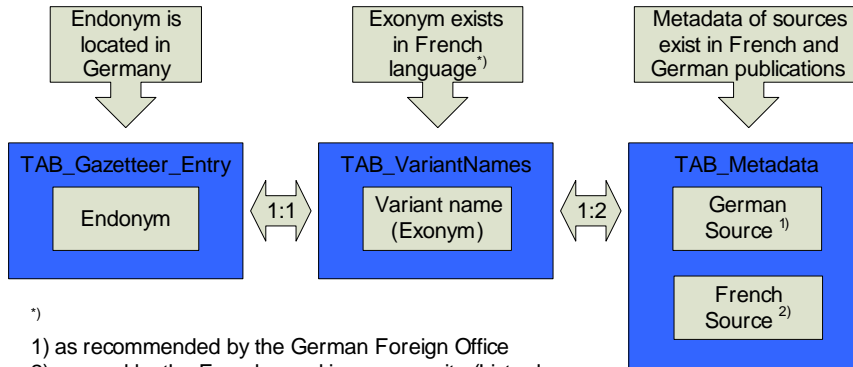 Endonym is
located in
Germany
Exonym exists
in French
language*)
Metadata of sources
exist in French and
German publications
TAB_Gazetteer_Entry
Endonym
1:1
TAB_VariantNames
Variant name
(Exonym)
1:2
TAB_Metadata
German
Source 1)
French
Source 2)
*)
1) as recommended by the German Foreign Office